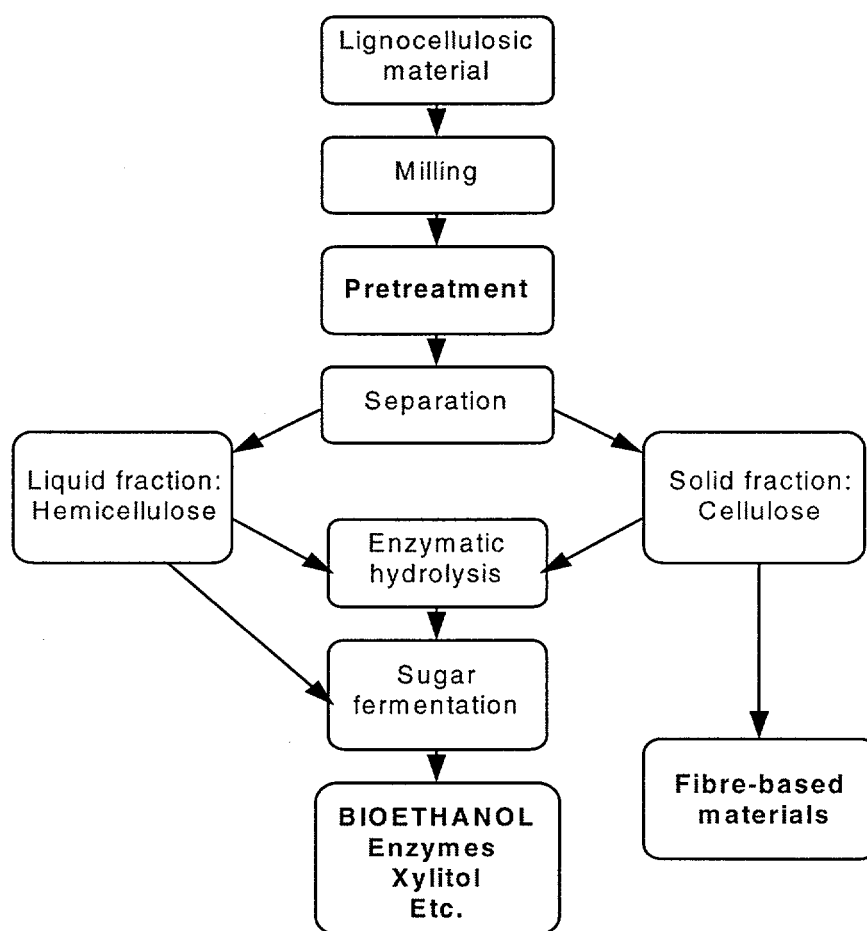 Lignocellulosic
material
Milling
Pretreatment
Separation
Liquid fraction:
Hemicellulose
Solid fraction:
Cellulose
Enzymatic
hydrolysis
Sugar
fermentation
Fibre-based
materials
BIOETHANOL
Enzymes
Xylitol
Etc.